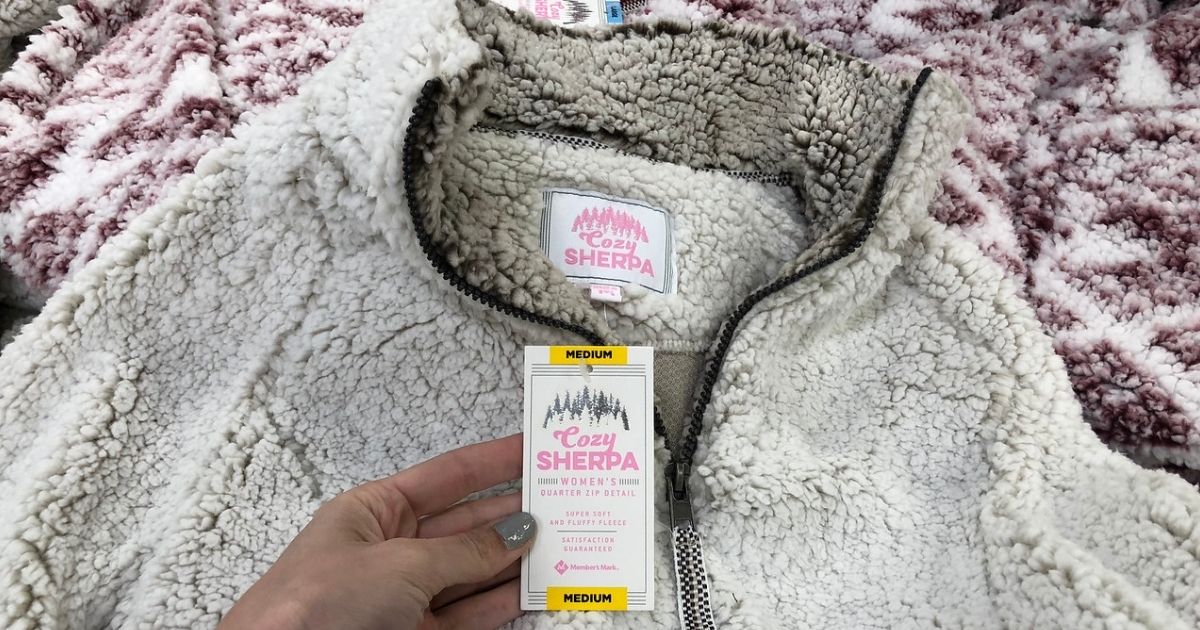 Cozy
SHERPA
MEDIUM
Cozy
SHERPA
WOMEN'S
QUARTER ZIP DETAIL
SUPER SOFT
AND FLUFFY FLEECE
SATISFACTION
GUARANTEED
Member's Mark
MEDIUM